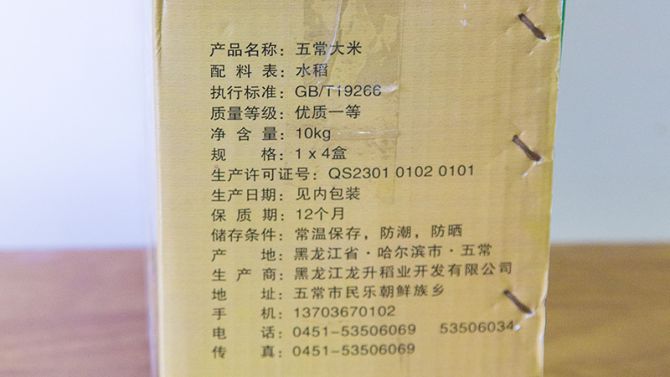 产品名称：五常大米
配 料 表：水稻
执行标准：GB/T19266
质量等级：优质一等
净 含 量：10kg
规    格：1 x 4盒
生产许可证号：QS2301 0102 0101
生产日期：见内包装
保 质 期：12个月
储存条件：常温保存，防潮，防晒
产    地：黑龙江省·哈尔滨市·五常
生 产 商：黑龙江龙升稻业开发有限公司
地    址：五常市民乐朝鲜族乡
手    机：13703670102
电    话：0451-53506069  53506034
传    真：0451-53506069